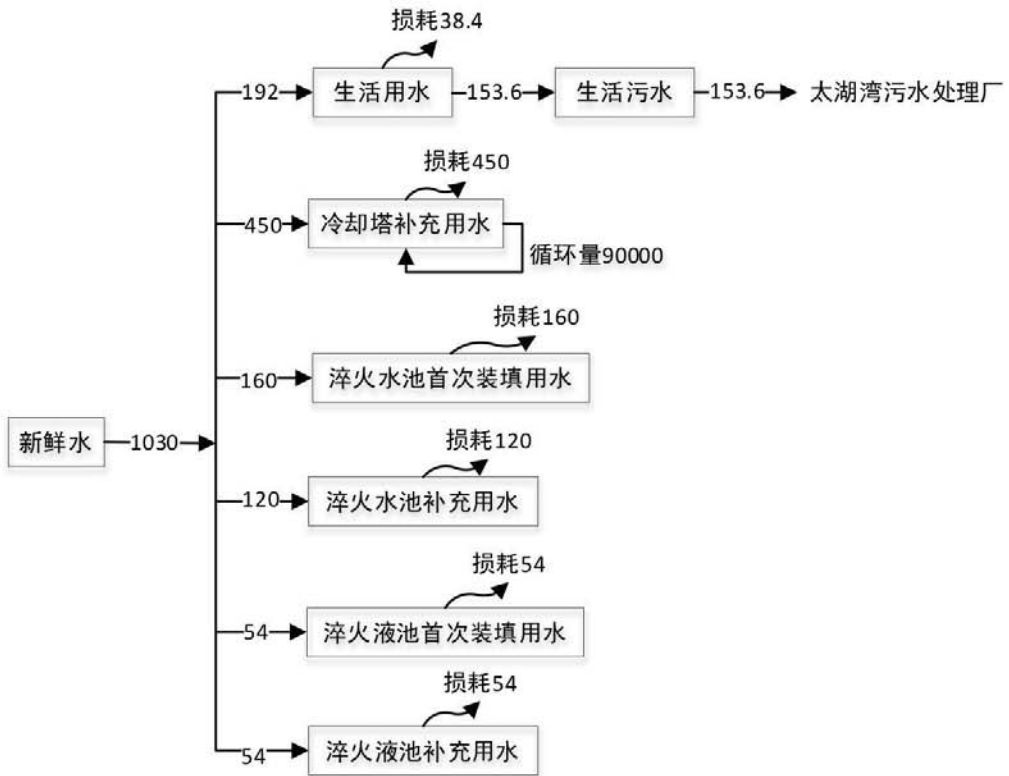 损耗38.4
192
生活用水
153.6
生活污水
153.6
太湖湾污水处理厂
损耗450
450
冷却塔补充用水
循环量90000
损耗160
160
淬火水池首次装填用水
新鲜水
1030
损耗120
120
淬火水池补充用水
损耗54
54
淬火液池首次装填用水
损耗54
54
淬火液池补充用水